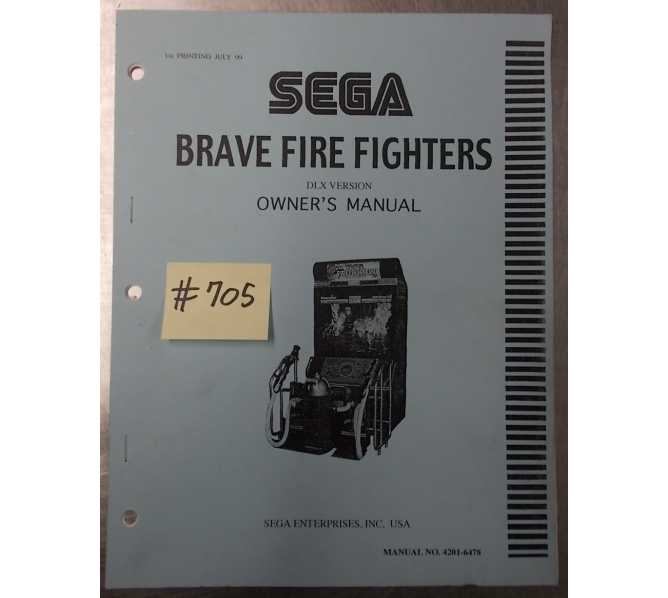 1st PRINTING JULY 99
SEGA
BRAVE FIRE FIGHTERS
DLX VERSION
OWNER'S MANUAL
#705
SEGA ENTERPRISES, INC, USA
MANUAL NO. 4201-6478